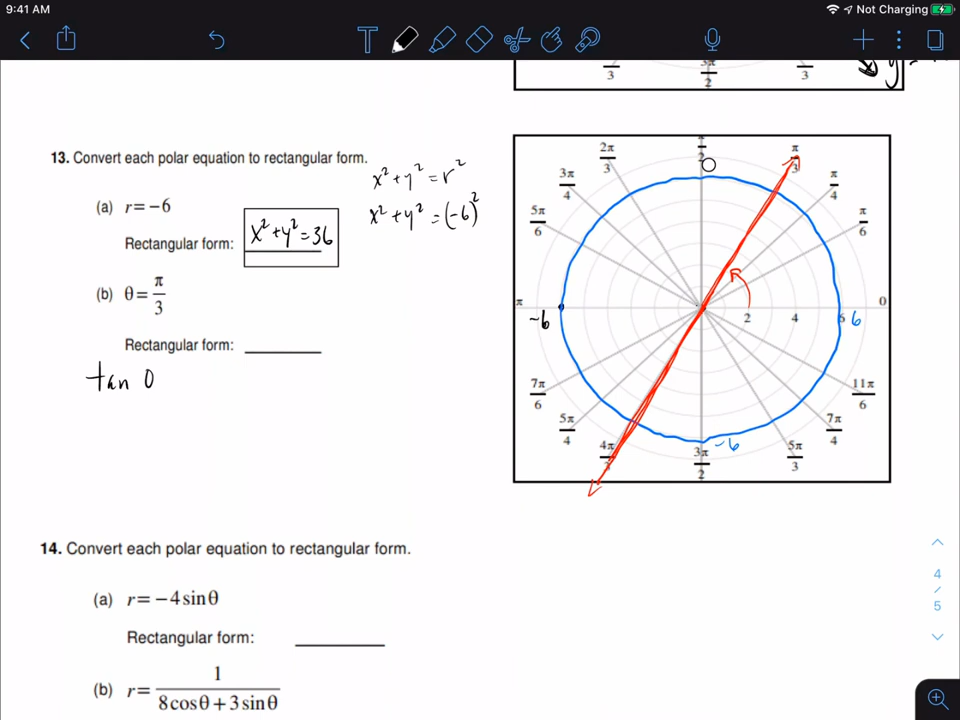 9:41 AM
Not Charging
T
3
3π
2
3
y =
13. Convert each polar equation to rectangular form.
x² + y² = r²
(a) r = −6
x² + y² = (−6)²
Rectangular form: x² + y² = 36
(b) θ = π/3
Rectangular form:
tan θ
2π/3
π/2
π/3
3π/4
π/4
5π/6
π/6
π
0
−6
2
4
6
6
7π/6
11π/6
5π/4
7π/4
4π/3
3π/2
−6
5π/3
14. Convert each polar equation to rectangular form.
(a) r = −4 sin θ
Rectangular form:
(b) r = 1/(8 cos θ + 3 sin θ)
4
/
5